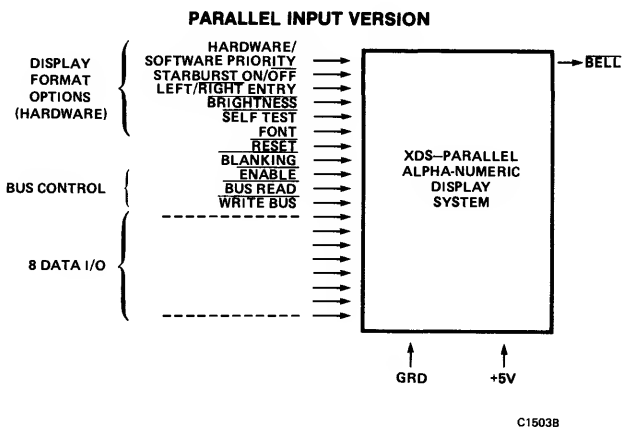 PARALLEL INPUT VERSION
HARDWARE/
SOFTWARE PRIORITY
STARBURST ON/OFF
LEFT/RIGHT ENTRY
BRIGHTNESS
SELF TEST
FONT
RESET
BLANKING
ENABLE
BUS READ
WRITE BUS
DISPLAY
FORMAT
OPTIONS
(HARDWARE)
BUS CONTROL
8 DATA I/O
XDS–PARALLEL
ALPHA-NUMERIC
DISPLAY
SYSTEM
BELL
GRD
+5V
C1503B